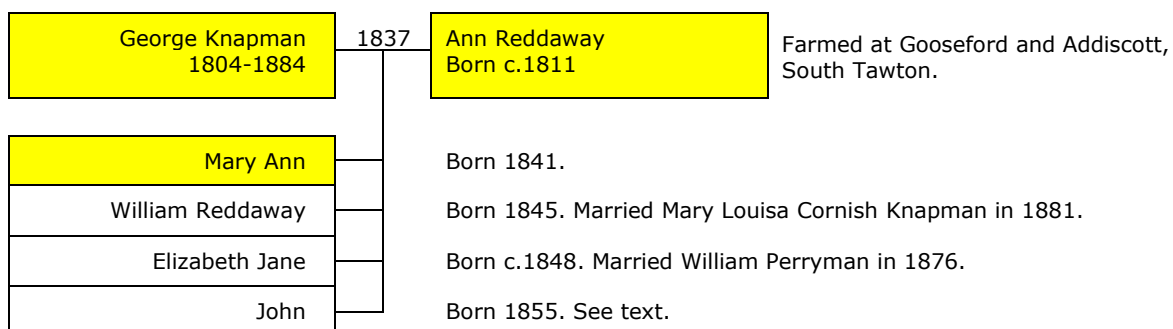 George Knapman 1837 Ann Reddaway
1804-1884 Born c.1811
Farmed at Gooseford and Addiscott,
South Tawton.
Mary Ann Born 1841.
William Reddaway Born 1845. Married Mary Louisa Cornish Knapman in 1881.
Elizabeth Jane Born c.1848. Married William Perryman in 1876.
John Born 1855. See text.